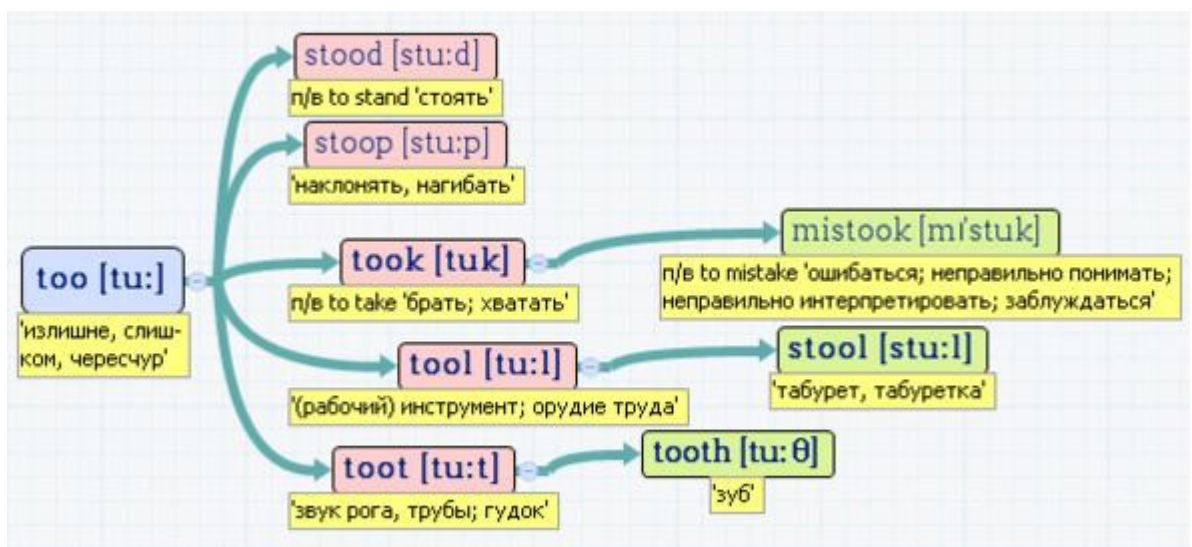 stood [stu:d]
п/в to stand 'стоять'
stoop [stu:p]
'наклонять, нагибать'
too [tu:]
'излишне, слиш-
ком, чересчур'
took [tuk]
п/в to take 'брать; хватать'
mistook [mı'stuk]
п/в to mistake 'ошибаться; неправильно понимать;
неправильно интерпретировать; заблуждаться'
tool [tu:l]
'(рабочий) инструмент; орудие труда'
stool [stu:l]
'табурет, табуретка'
toot [tu:t]
'звук рога, трубы; гудок'
tooth [tu:θ]
'зуб'